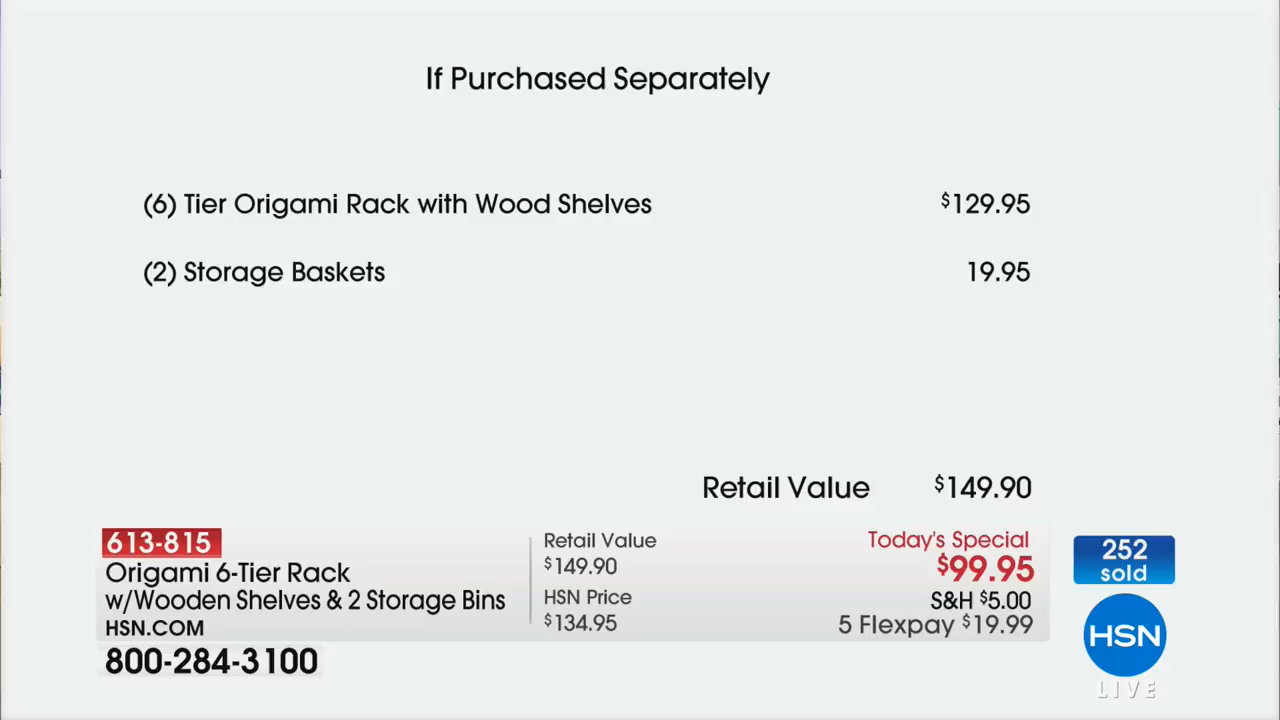 If Purchased Separately
(6) Tier Origami Rack with Wood Shelves $129.95
(2) Storage Baskets 19.95
Retail Value $149.90
613-815
Origami 6-Tier Rack
w/Wooden Shelves & 2 Storage Bins
HSN.COM
800-284-3100
Retail Value
$149.90
HSN Price
$134.95
Today's Special
$99.95
S&H $5.00
5 Flexpay $19.99
252
sold
HSN
LIVE